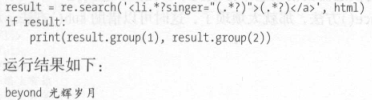 result = re.search('<li.*?singer="(.*?)">(.*?)</a>', html)
if result:
    print(result.group(1), result.group(2))
运行结果如下：
beyond 光辉岁月